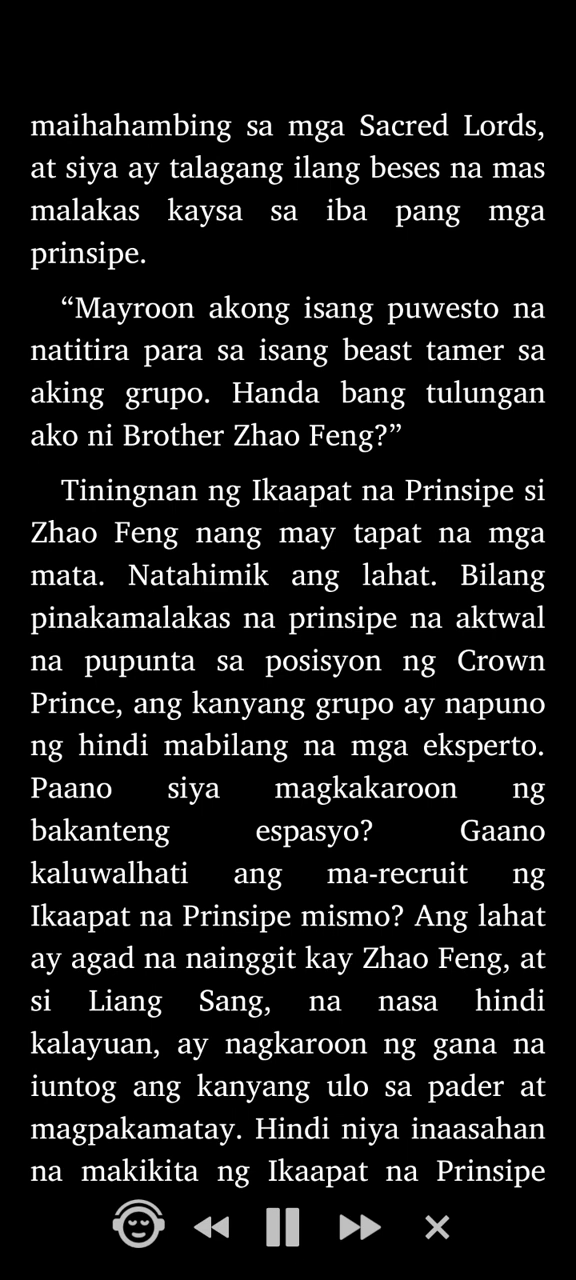 maihahambing sa mga Sacred Lords,
at siya ay talagang ilang beses na mas
malakas kaysa sa iba pang mga
prinsipe.
“Mayroon akong isang puwesto na
natitira para sa isang beast tamer sa
aking grupo. Handa bang tulungan
ako ni Brother Zhao Feng?”
Tiningnan ng Ikaapat na Prinsipe si
Zhao Feng nang may tapat na mga
mata. Natahimik ang lahat. Bilang
pinakamalakas na prinsipe na aktwal
na pupunta sa posisyon ng Crown
Prince, ang kanyang grupo ay napuno
ng hindi mabilang na mga eksperto.
Paano siya magkakaroon ng
bakanteng espasyo? Gaano
kaluwalhati ang ma-recruit ng
Ikaapat na Prinsipe mismo? Ang lahat
ay agad na nainggit kay Zhao Feng, at
si Liang Sang, na nasa hindi
kalayuan, ay nagkaroon ng gana na
iuntog ang kanyang ulo sa pader at
magpakamatay. Hindi niya inaasahan
na makikita ng Ikaapat na Prinsipe